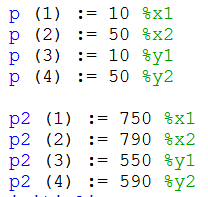 p (1) := 10 %x1
p (2) := 50 %x2
p (3) := 10 %y1
p (4) := 50 %y2
p2 (1) := 750 %x1
p2 (2) := 790 %x2
p2 (3) := 550 %y1
p2 (4) := 590 %y2